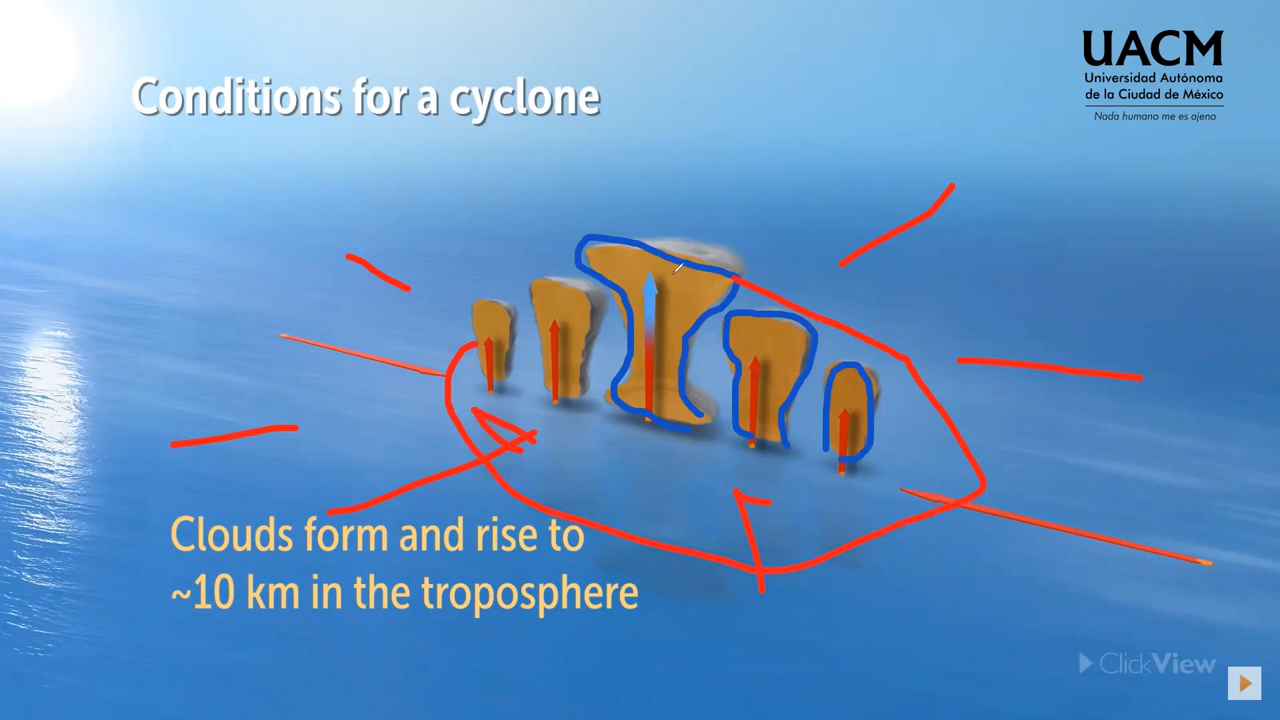 Conditions for a cyclone
UACM
Universidad Autónoma
de la Ciudad de México
Nada humano me es ajeno
Clouds form and rise to
~10 km in the troposphere
ClickView